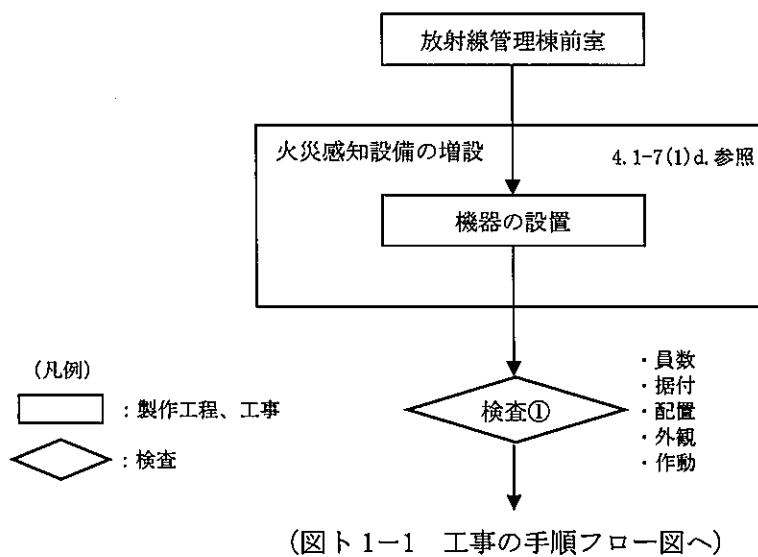 放射線管理棟前室
火災感知設備の増設
4.1-7(1)d.参照
機器の設置
検査①
・員数
・据付
・配置
・外観
・作動
(凡例)
:製作工程、工事
:検査
(図ト1-1 工事の手順フロー図へ)